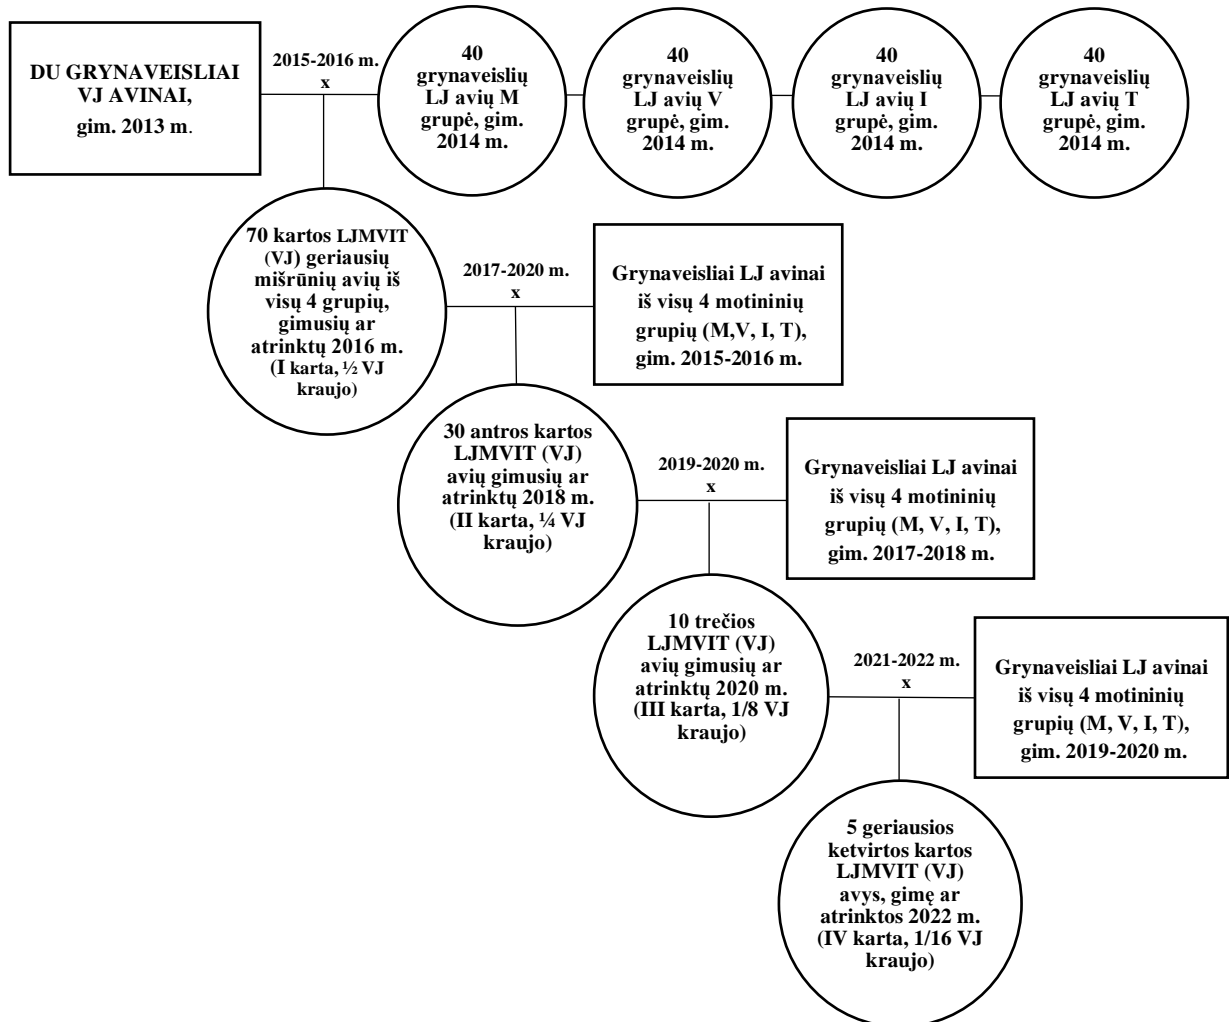 DU GRYNAVEISLIAI
VJ AVINAI,
gim. 2013 m.
2015-2016 m.
x
40
grynaveislių
LJ avių M
grupė, gim.
2014 m.
40
grynaveislių
LJ avių V
grupė, gim.
2014 m.
40
grynaveislių
LJ avių I
grupė, gim.
2014 m.
40
grynaveislių
LJ avių T
grupė, gim.
2014 m.
70 kartos LJMVIT
(VJ) geriausių
mišrūnių avių iš
visų 4 grupių,
gimusių ar
atrinktų 2016 m.
(I karta, ½ VJ
kraujo)
2017-2020 m.
x
Grynaveisliai LJ avinai
iš visų 4 motininių
grupių (M,V, I, T),
gim. 2015-2016 m.
30 antros kartos
LJMVIT (VJ)
avių gimusių ar
atrinktų 2018 m.
(II karta, ¼ VJ
kraujo)
2019-2020 m.
x
Grynaveisliai LJ avinai
iš visų 4 motininių
grupių (M, V, I, T),
gim. 2017-2018 m.
10 trečios
LJMVIT (VJ)
avių gimusių ar
atrinktų 2020 m.
(III karta, 1/8 VJ
kraujo)
2021-2022 m.
x
Grynaveisliai LJ avinai
iš visų 4 motininių
grupių (M, V, I, T),
gim. 2019-2020 m.
5 geriausios
ketvirtos kartos
LJMVIT (VJ)
avys, gimę ar
atrinktos 2022 m.
(IV karta, 1/16 VJ
kraujo)